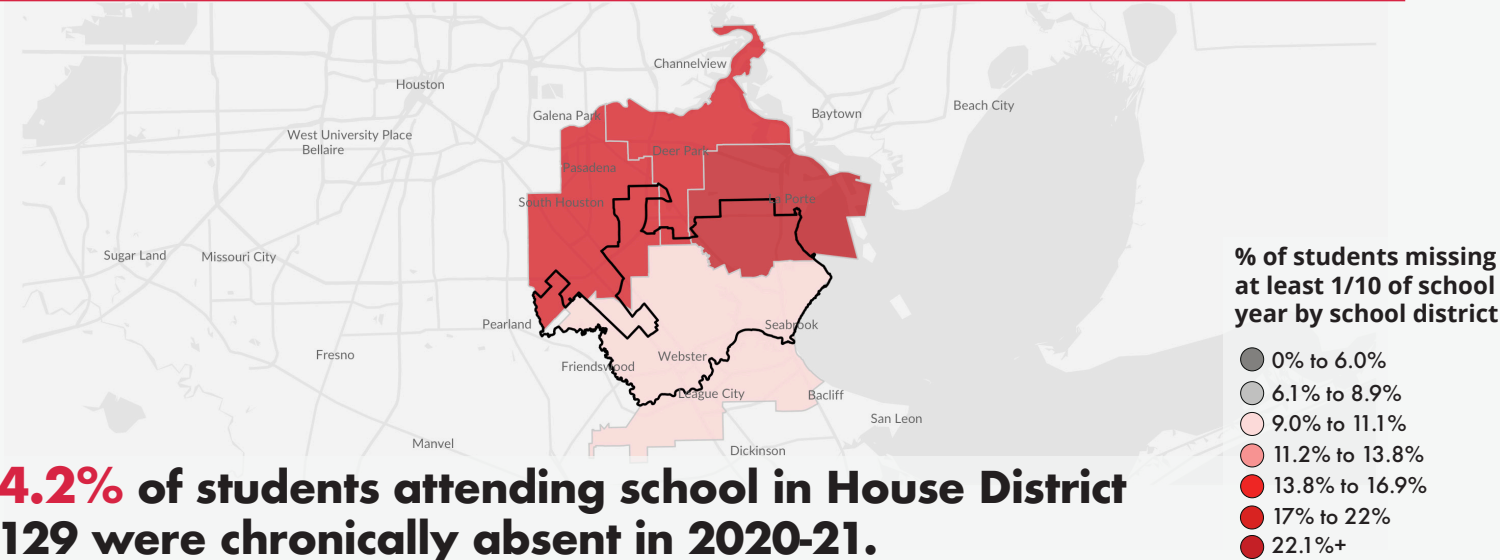 Channelview
Houston
Galena Park
Baytown
Beach City
West University Place
Bellaire
Deer Park
Pasadena
South Houston
La Porte
Sugar Land
Missouri City
Pearland
Seabrook
Fresno
Webster
Friendswood
League City
Bacliff
San Leon
Manvel
Dickinson
% of students missing
at least 1/10 of school
year by school district
0% to 6.0%
6.1% to 8.9%
9.0% to 11.1%
11.2% to 13.8%
13.8% to 16.9%
17% to 22%
22.1%+
4.2% of students attending school in House District
129 were chronically absent in 2020-21.